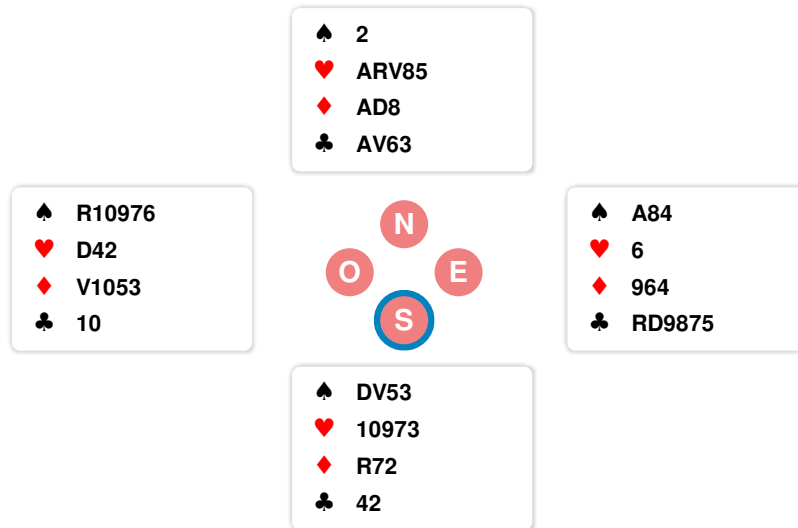 ♠ 2
♥ ARV85
♦ AD8
♣ AV63
♠ R10976
♥ D42
♦ V1053
♣ 10
N
O E
S
♠ A84
♥ 6
♦ 964
♣ RD9875
♠ DV53
♥ 10973
♦ R72
♣ 42